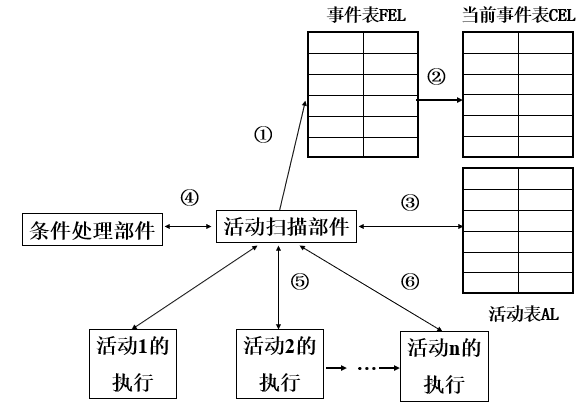 事件表FEL
当前事件表CEL
②
①
④
③
条件处理部件
活动扫描部件
⑤
⑥
活动表AL
活动1的
执行
活动2的
执行
…
活动n的
执行